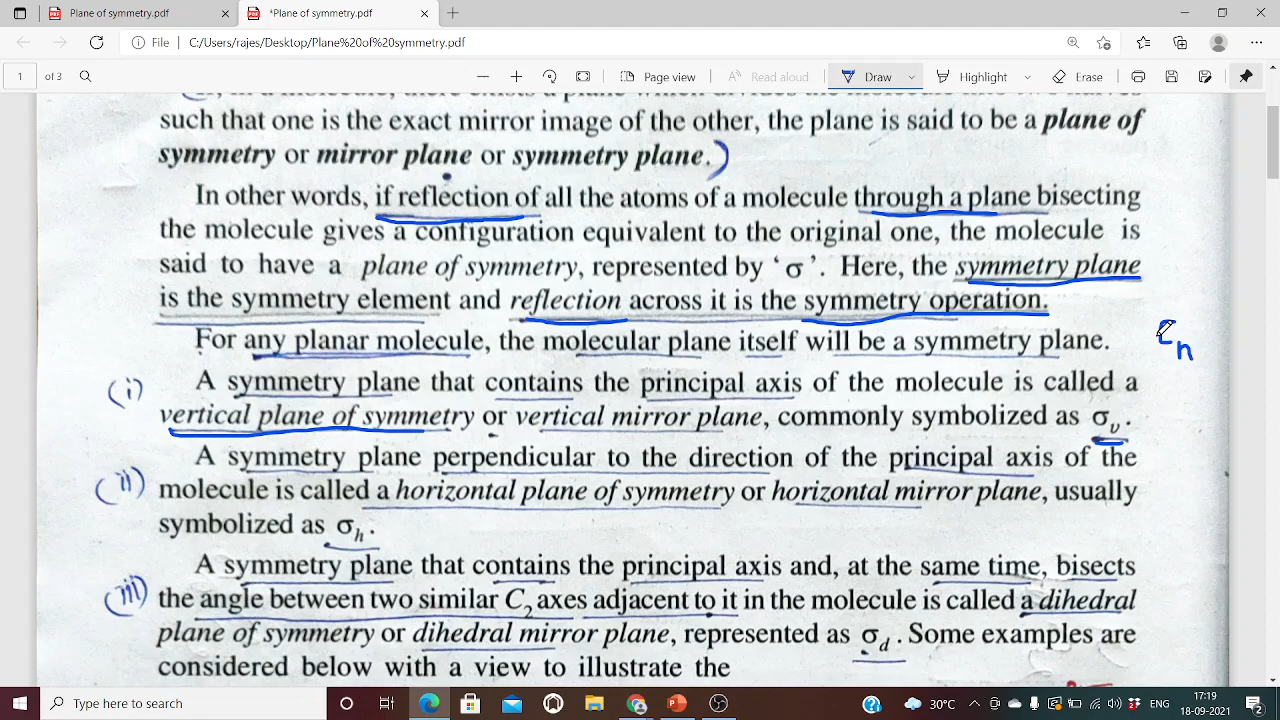 Plane of symmetry.pdf
*Plane of symmetry.pdf
File
C:/Users/rajes/Desktop/Plane%20of%20symmetry.pdf
1 of 3
Page view
Read aloud
Draw
Highlight
Erase
such that one is the exact mirror image of the other, the plane is said to be a plane of
symmetry or mirror plane or symmetry plane.)
In other words, if reflection of all the atoms of a molecule through a plane bisecting
the molecule gives a configuration equivalent to the original one, the molecule is
said to have a plane of symmetry, represented by ‘σ’. Here, the symmetry plane
is the symmetry element and reflection across it is the symmetry operation.
For any planar molecule, the molecular plane itself will be a symmetry plane.
(i) A symmetry plane that contains the principal axis of the molecule is called a
vertical plane of symmetry or vertical mirror plane, commonly symbolized as σv.
A symmetry plane perpendicular to the direction of the principal axis of the
(ii) molecule is called a horizontal plane of symmetry or horizontal mirror plane, usually
symbolized as σh.
A symmetry plane that contains the principal axis and, at the same time, bisects
(iii) the angle between two similar C2 axes adjacent to it in the molecule is called a dihedral
plane of symmetry or dihedral mirror plane, represented as σd. Some examples are
considered below with a view to illustrate the
Type here to search
30°C
ENG
17:19
18-09-2021
2